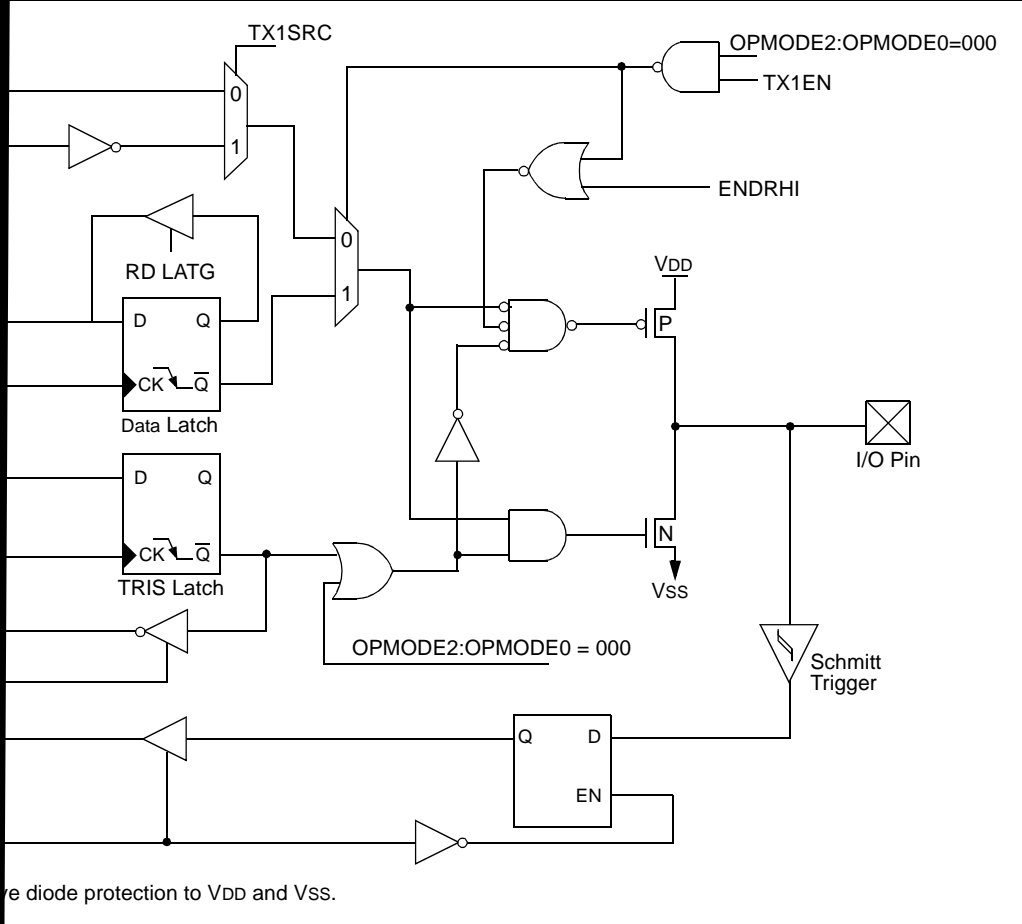 TX1SRC
OPMODE2:OPMODE0=000
TX1EN
0
1
ENDRHI
0
1
RD LATG
VDD
P
D Q
CK Q
Data Latch
I/O Pin
D Q
N
CK Q
TRIS Latch
VSS
OPMODE2:OPMODE0 = 000
Schmitt
Trigger
Q D
EN
diode protection to VDD and VSS.